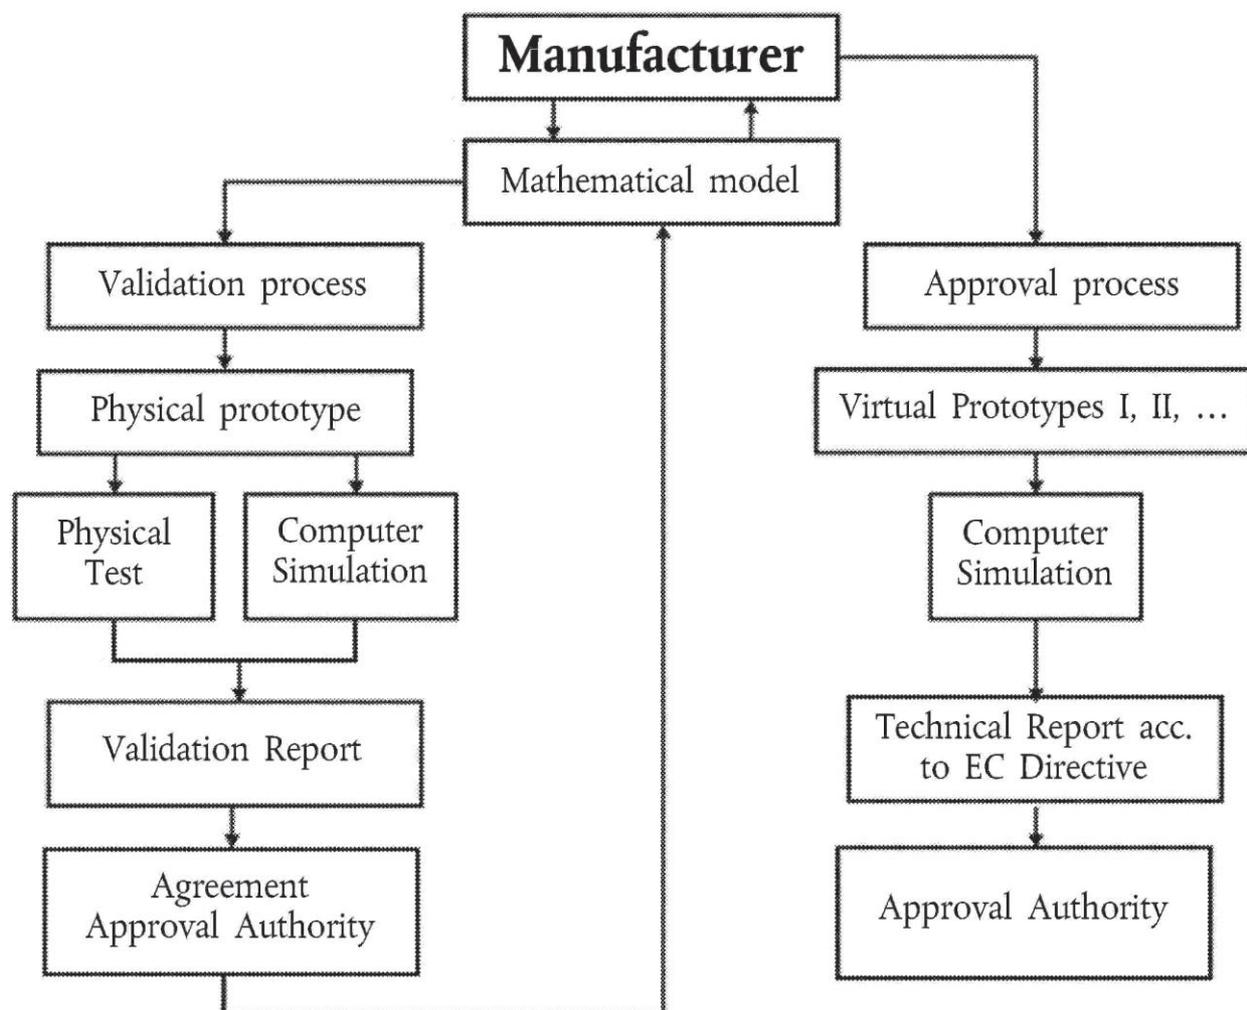 Manufacturer
Mathematical model
Validation process
Physical prototype
Physical
Test
Computer
Simulation
Validation Report
Agreement
Approval Authority
Approval process
Virtual Prototypes I, II, …
Computer
Simulation
Technical Report acc.
to EC Directive
Approval Authority